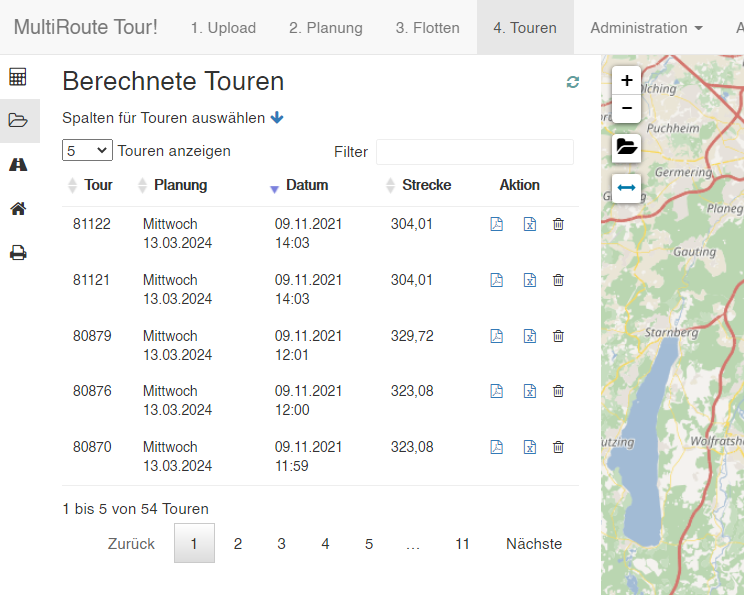 MultiRoute Tour! 1. Upload 2. Planung 3. Flotten 4. Touren Administration
Berechnete Touren
Spalten für Touren auswählen
5 Touren anzeigen Filter
Tour Planung Datum Strecke Aktion
81122 Mittwoch 09.11.2021 304,01
13.03.2024 14:03
81121 Mittwoch 09.11.2021 304,01
13.03.2024 14:03
80879 Mittwoch 09.11.2021 329,72
13.03.2024 12:01
80876 Mittwoch 09.11.2021 323,08
13.03.2024 12:00
80870 Mittwoch 09.11.2021 323,08
13.03.2024 11:59
1 bis 5 von 54 Touren
Zurück 1 2 3 4 5 … 11 Nächste
+
−
Puchheim
Germering
Gauting
Starnberg